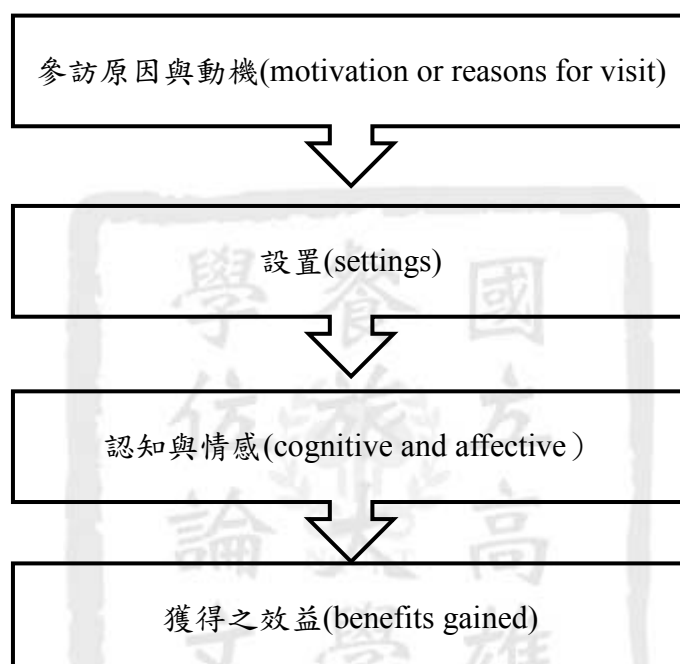 參訪原因與動機(motivation or reasons for visit)
設置(settings)
認知與情感(cognitive and affective）
獲得之效益(benefits gained)